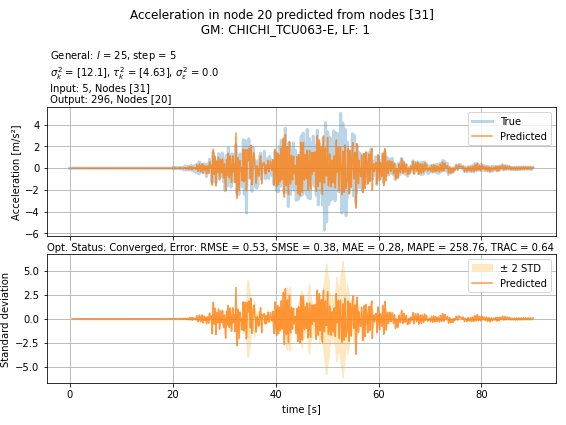 Acceleration in node 20 predicted from nodes [31]
GM: CHICHI_TCU063-E, LF: 1
General: l = 25, step = 5
σ²ₖ = [12.1], τ²ₖ = [4.63], σ²ε = 0.0
Input: 5, Nodes [31]
Output: 296, Nodes [20]
Acceleration [m/s²]
4
2
0
−2
−4
−6
True
Predicted
Opt. Status: Converged, Error: RMSE = 0.53, SMSE = 0.38, MAE = 0.28, MAPE = 258.76, TRAC = 0.64
Standard deviation
5.0
2.5
0.0
−2.5
−5.0
± 2 STD
Predicted
0 20 40 60 80
time [s]